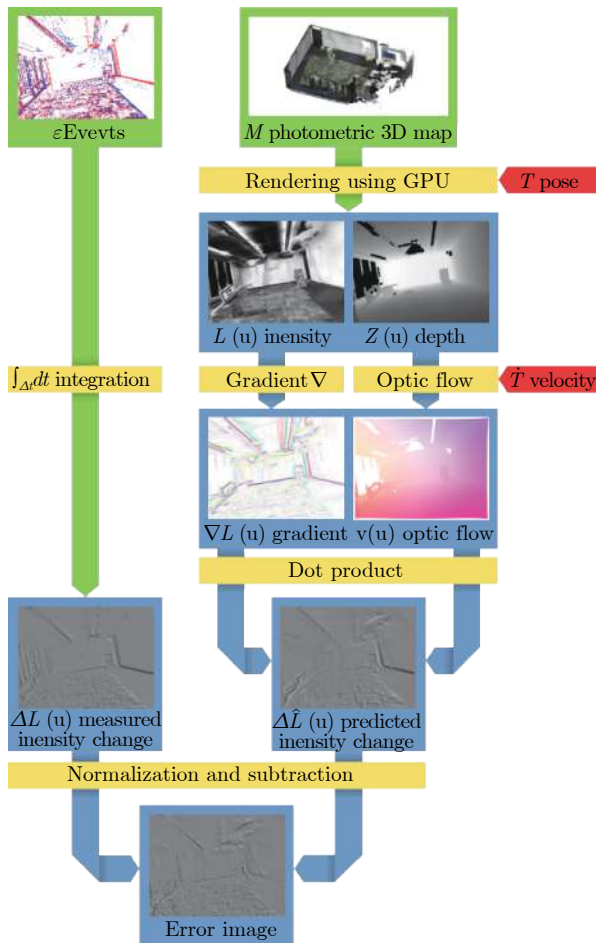 εEvevts
M photometric 3D map
Rendering using GPU
T pose
L (u) inensity
Z (u) depth
∫Δt dt integration
Gradient ∇
Optic flow
Ṫ velocity
∇L (u) gradient v(u) optic flow
Dot product
ΔL (u) measured
inensity change
ΔL̂ (u) predicted
inensity change
Normalization and subtraction
Error image